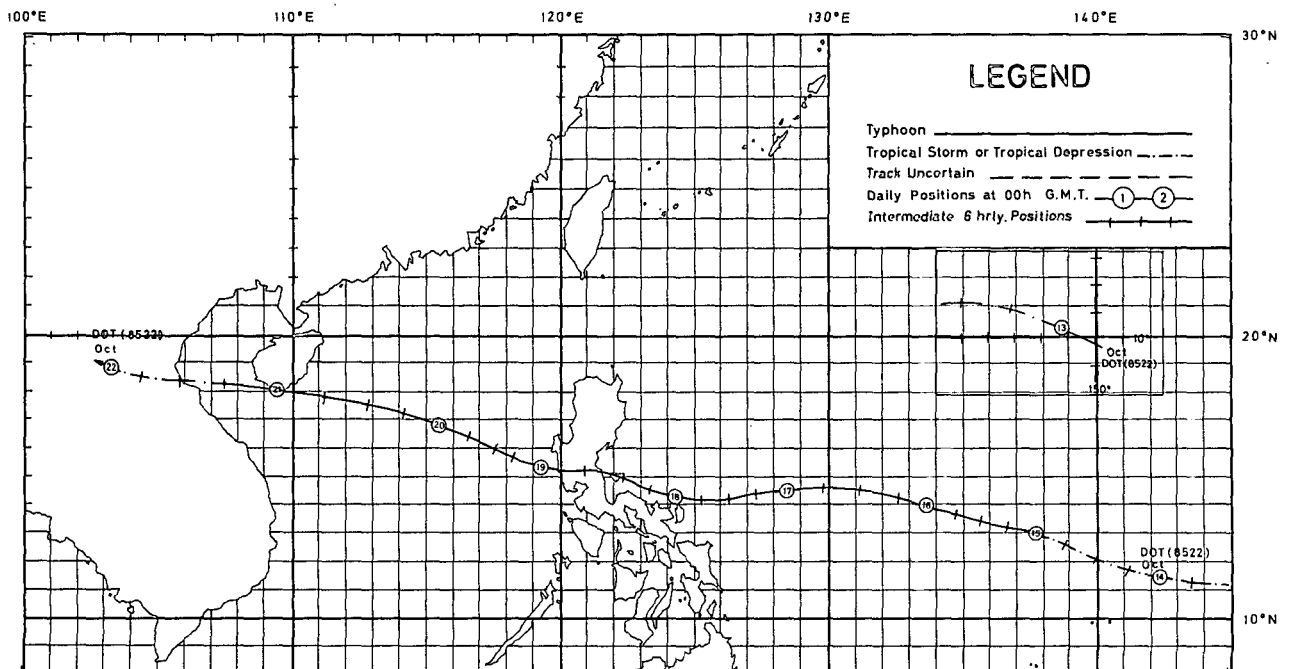 100°E 110°E 120°E 130°E 140°E
30°N
LEGEND
Typhoon
Tropical Storm or Tropical Depression
Track Uncertain
Daily Positions at 00h G.M.T. 1 2
Intermediate 6 hrly. Positions
13
10°
Oct
DOT(8522)
150°
20°N
DOT(8522)
Oct
22
21
20
19
18
17
16
15
DOT(8522)
Oct
14
10°N